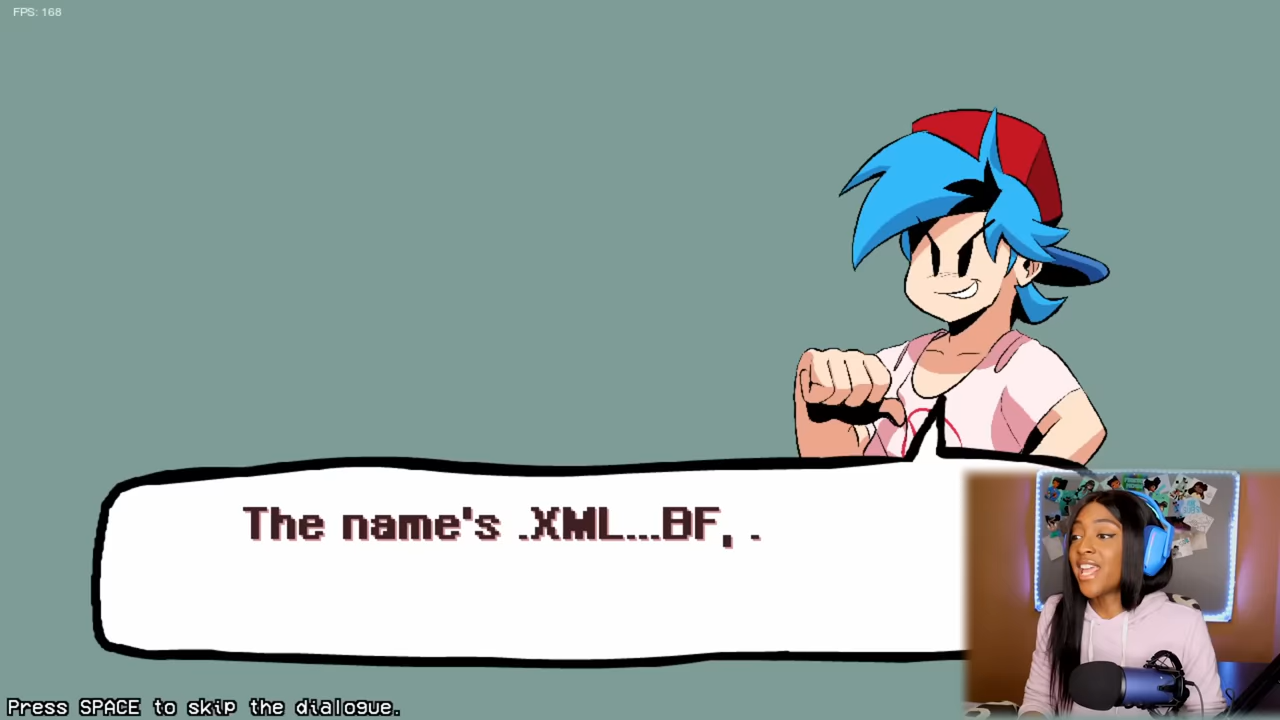 FPS: 168
The name's .XML...BF, .
Press SPACE to skip the dialogue.